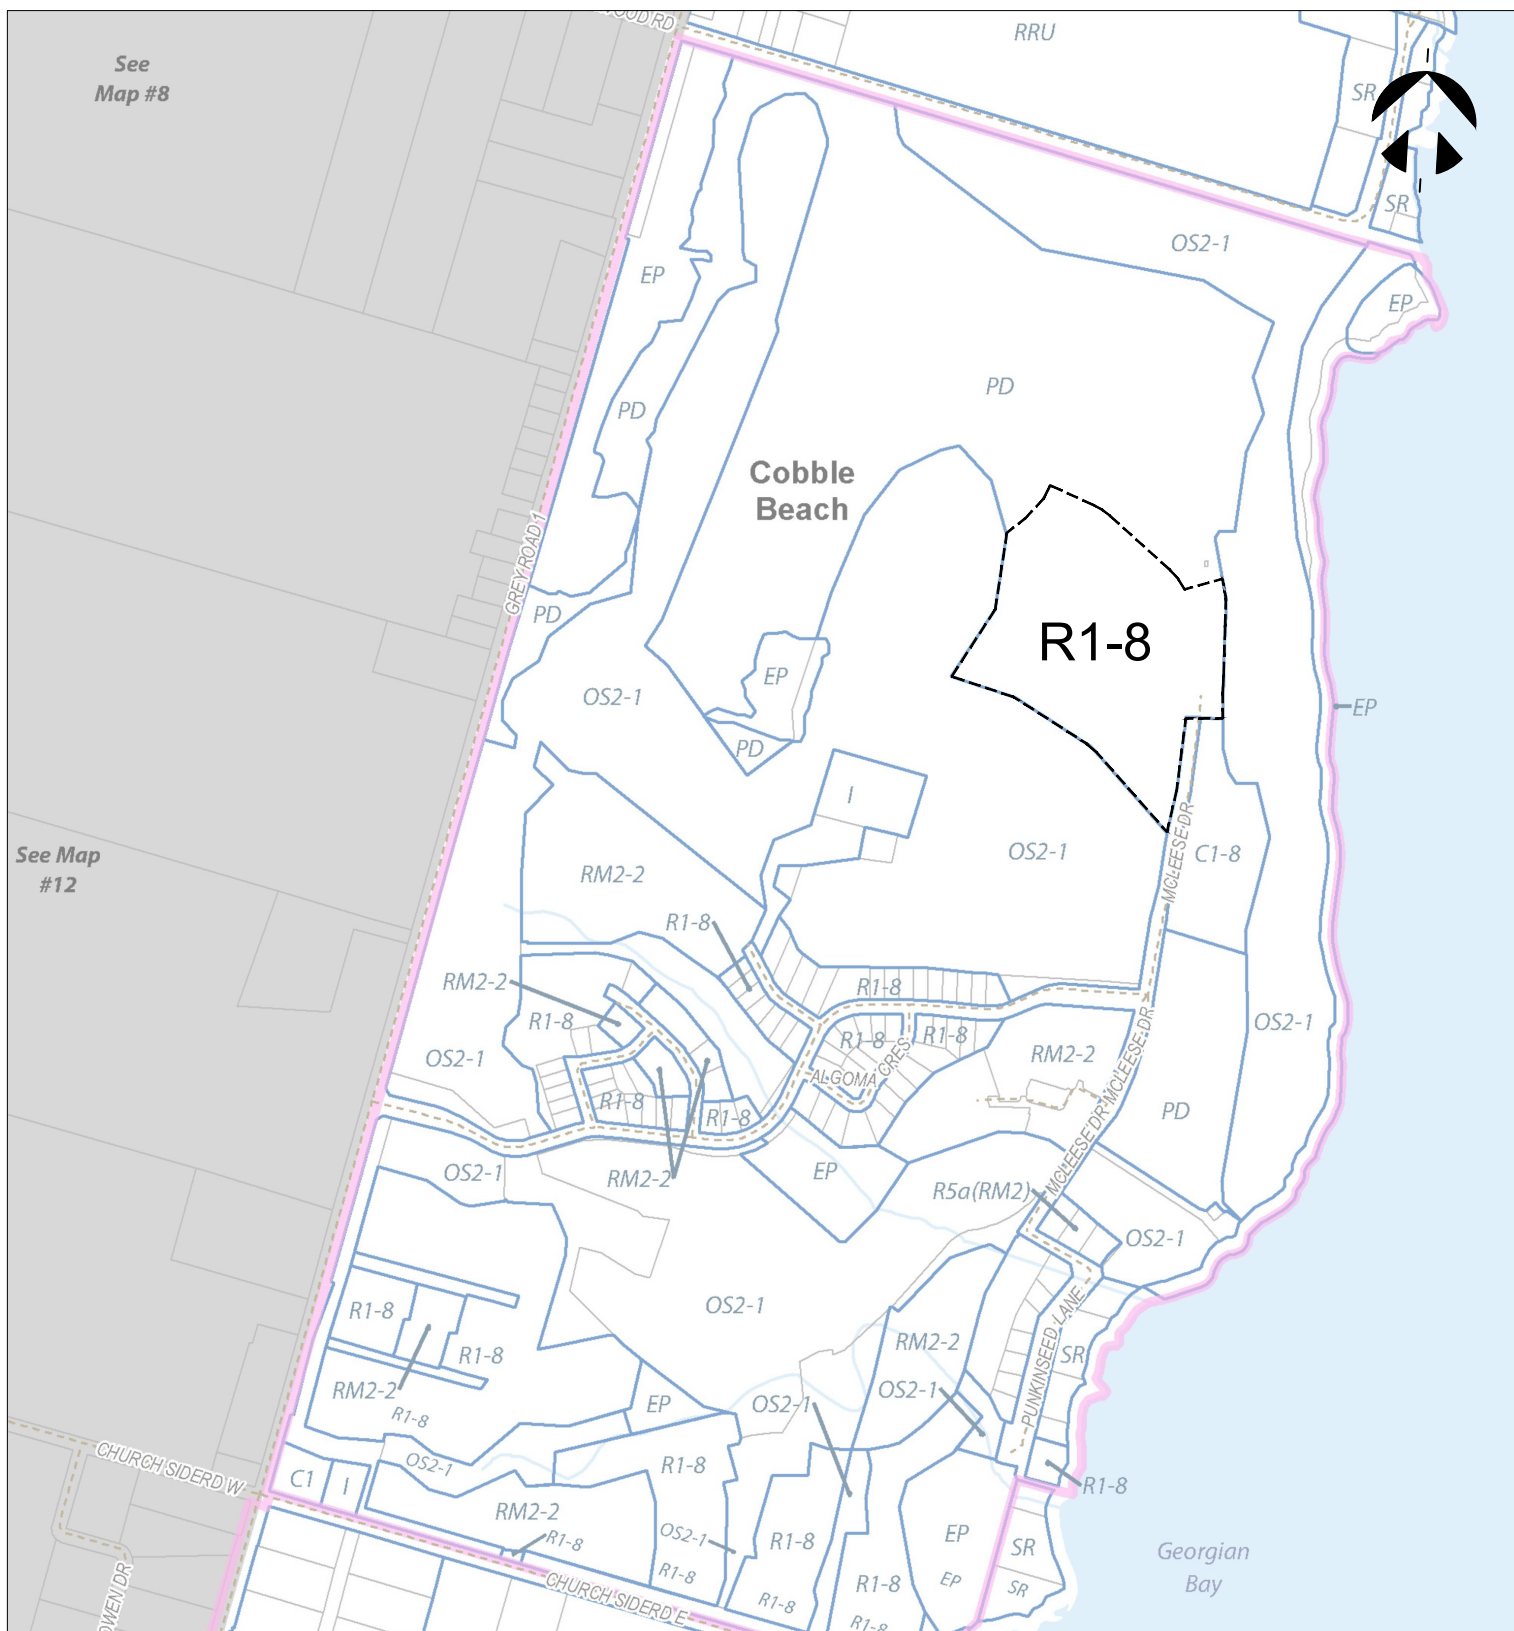 WOOD RD
RRU
See
Map #8
SR
SR
OS2-1
EP
EP
PD
PD
Cobble
Beach
GREY ROAD 1
PD
R1-8
EP
OS2-1
EP
PD
I
MCLEESE DR
C1-8
OS2-1
See Map
#12
RM2-2
R1-8
RM2-2
R1-8
R1-8
OS2-1
R1-8
R1-8
RM2-2
OS2-1
ALGOMA CRES
MCLEESE DR
MCLEESE DR
MCLEESE DR
R1-8
R1-8
PD
OS2-1
RM2-2
EP
R5a(RM2)
OS2-1
OS2-1
R1-8
R1-8
RM2-2
R1-8
RM2-2
OS2-1
PUNKINSEED LANE
SR
EP
OS2-1
CHURCH SIDERD W
C1
I
OS2-1
R1-8
R1-8
RM2-2
R1-8
OS2-1
R1-8
R1-8
R1-8
R1-8
R1-8
EP
EP
SR
SR
Georgian
Bay
OWEN DR
CHURCH SIDERD E